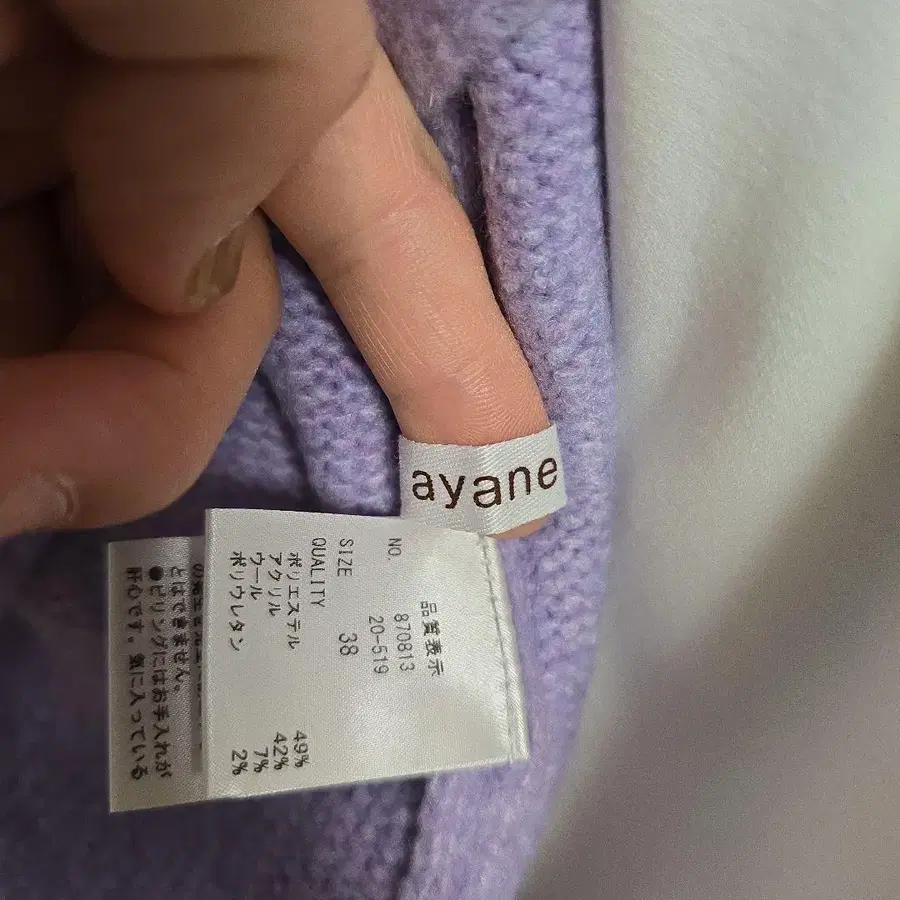 ayane
品質表示
NO. 870813
20-519
SIZE 38
QUALITY
ポリエステル 49%
アクリル 42%
ウール 7%
ポリウレタン 2%
とはできません。
●ピリングにはお手入れが
肝心です。気に入っている